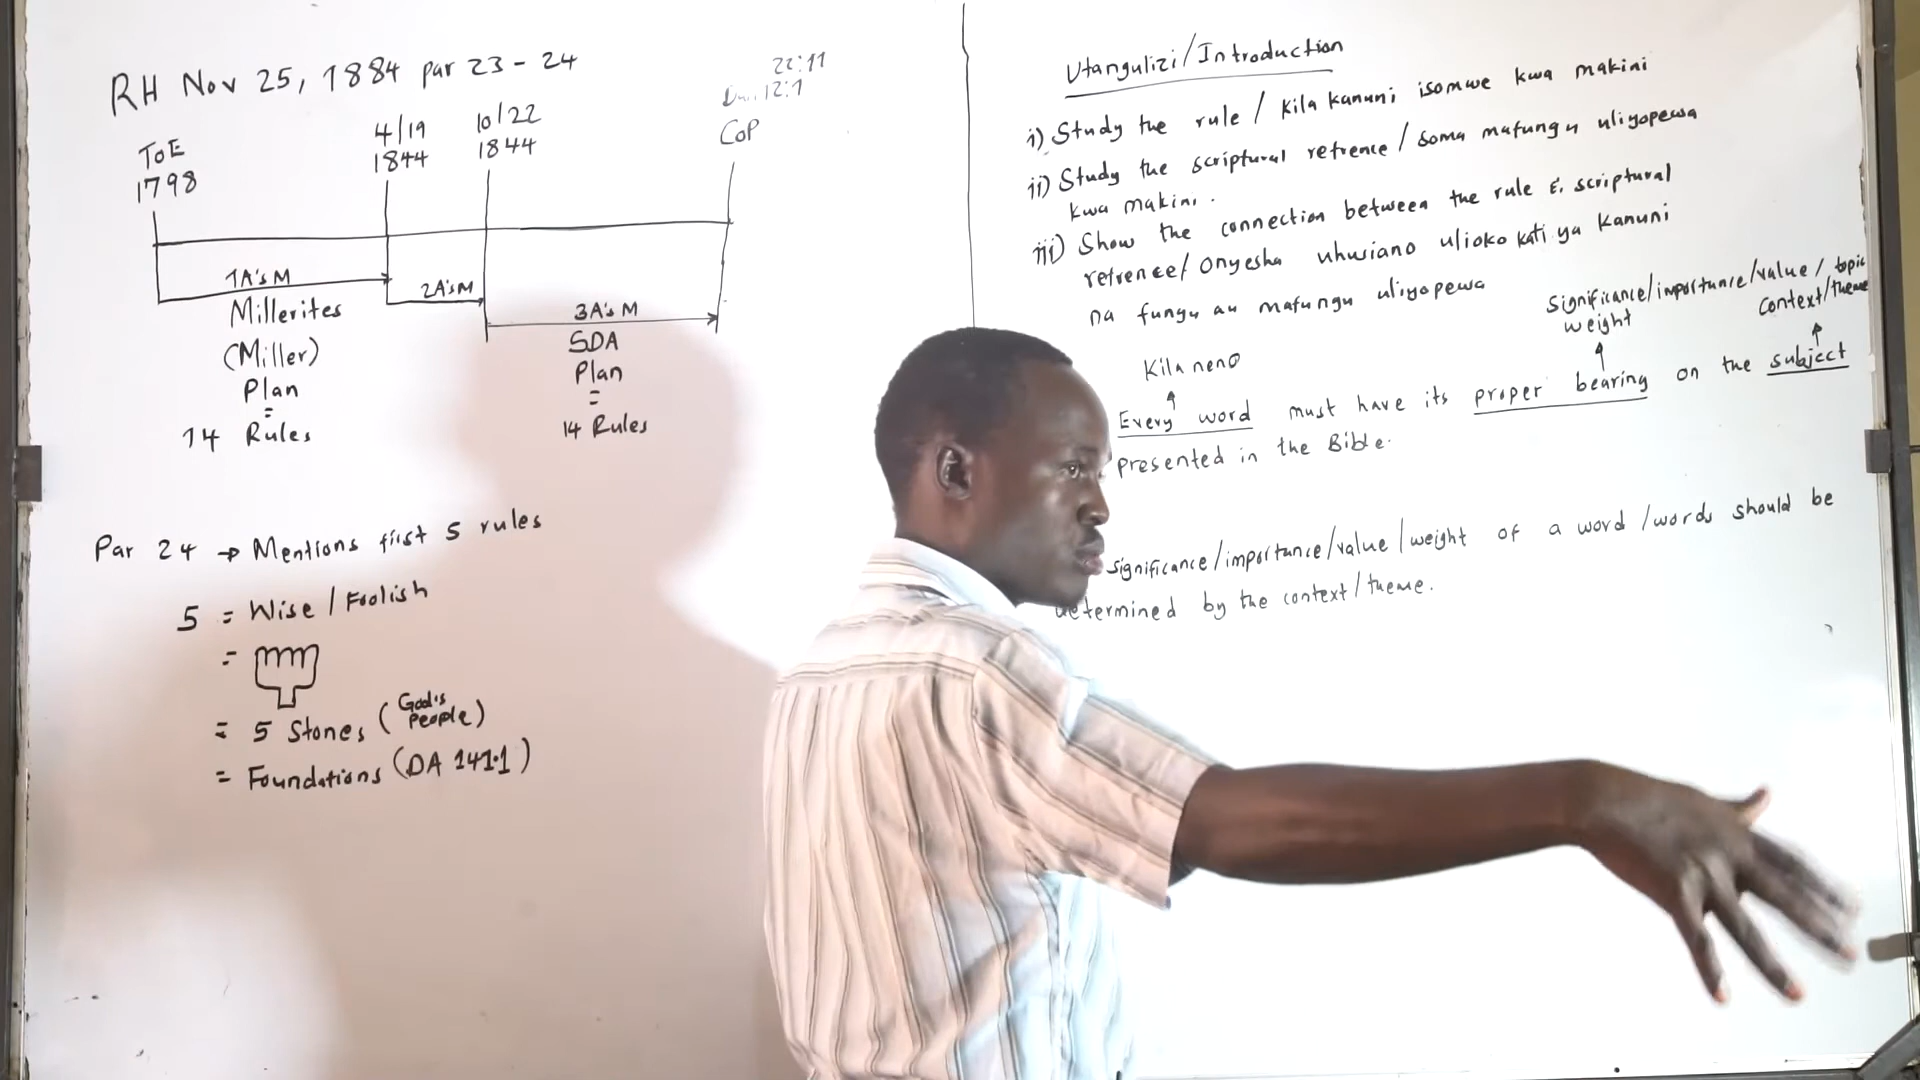 RH Nov 25, 1884 par 23 - 24
ToE
1798
4/19
1844
10/22
1844
22:11
12:1
CoP
1A's M
Millerites
(Miller)
Plan
=
14 Rules
2A's M
3A's M
SDA
Plan
=
14 Rules
Par 24 → Mentions first 5 rules
5 = Wise / Foolish
=
= 5 Stones (God's People)
= Foundations (DA 141.1)
Utangulizi/Introduction
i) Study the rule / kila kanuni isomwe kwa makini
ii) Study the scriptural refrence / soma mafungu uliyopewa
kwa makini.
iii) Show the connection between the rule & scriptural
refrence/ onyesha uhusiano ulioko kati ya kanuni
na fungu au mafungu uliyopewa
Significance/importance/value / topic
weight
context/theme
Kila neno
Every word must have its proper bearing on the subject
presented in the Bible.
significance/importance/value/weight of a word/words should be
determined by the context/theme.